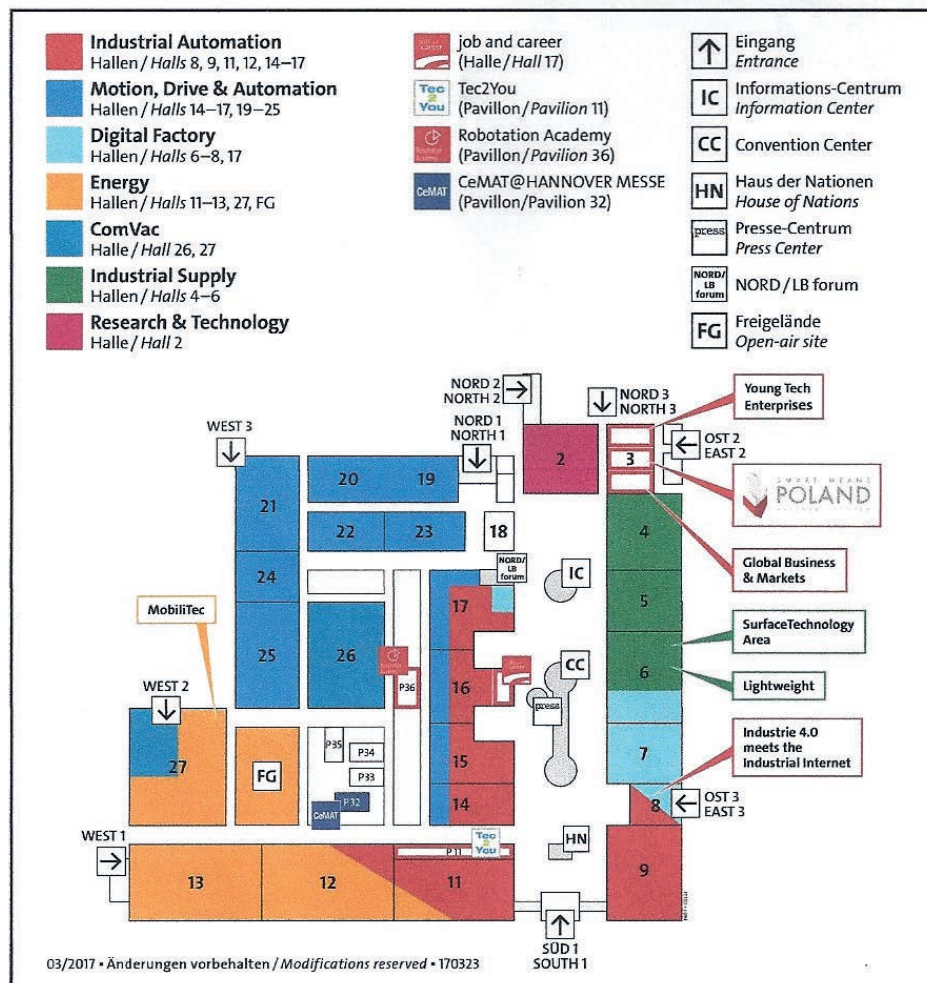 Industrial Automation
Hallen / Halls 8, 9, 11, 12, 14–17
Motion, Drive & Automation
Hallen / Halls 14–17, 19–25
Digital Factory
Hallen / Halls 6–8, 17
Energy
Hallen / Halls 11–13, 27, FG
ComVac
Halle / Hall 26, 27
Industrial Supply
Hallen / Halls 4–6
Research & Technology
Halle / Hall 2
job and career
(Halle / Hall 17)
Tec
2
You
Tec2You
(Pavillon / Pavilion 11)
Robotation Academy
(Pavillon / Pavilion 36)
CeMAT
CeMAT@HANNOVER MESSE
(Pavillon/Pavilion 32)
Eingang
Entrance
IC
Informations-Centrum
Information Center
CC
Convention Center
HN
Haus der Nationen
House of Nations
press
Presse-Centrum
Press Center
NORD/
LB
forum
NORD / LB forum
FG
Freigelände
Open-air site
NORD 2
NORTH 2
NORD 3
NORTH 3
Young Tech
Enterprises
WEST 3
NORD 1
NORTH 1
OST 2
EAST 2
2
3
20
19
21
SMART MEANS
POLAND
4
22
23
18
Global Business
& Markets
24
NORD/
LB
forum
IC
17
5
MobiliTec
SurfaceTechnology
Area
25
26
P36
16
CC
6
Lightweight
WEST 2
press
27
FG
P35
P34
P33
15
7
Industrie 4.0
meets the
Industrial Internet
P32
CeMAT
14
8
OST 3
EAST 3
WEST 1
Tec
2
You
P11
HN
13
12
11
9
SÜD 1
SOUTH 1
03/2017 • Änderungen vorbehalten / Modifications reserved • 170323